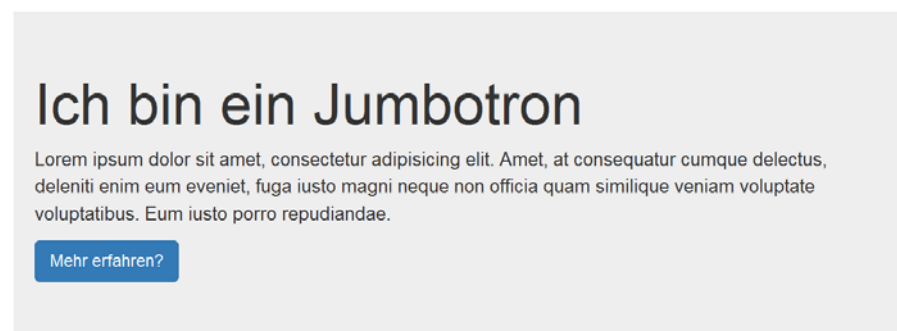 Ich bin ein Jumbotron
Lorem ipsum dolor sit amet, consectetur adipisicing elit. Amet, at consequatur cumque delectus,
deleniti enim eum eveniet, fuga iusto magni neque non officia quam similique veniam voluptate
voluptatibus. Eum iusto porro repudiandae.
Mehr erfahren?